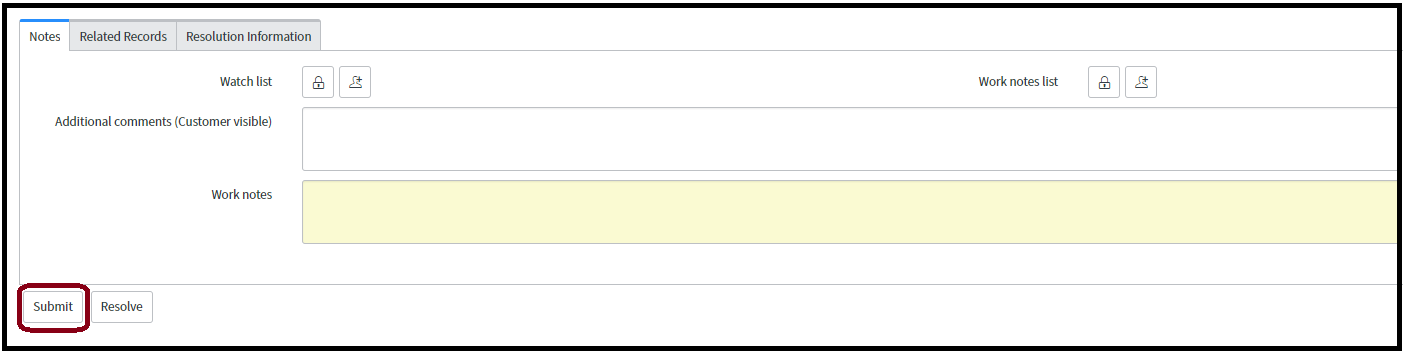 Notes Related Records Resolution Information
Watch list Work notes list
Additional comments (Customer visible)
Work notes
Submit Resolve